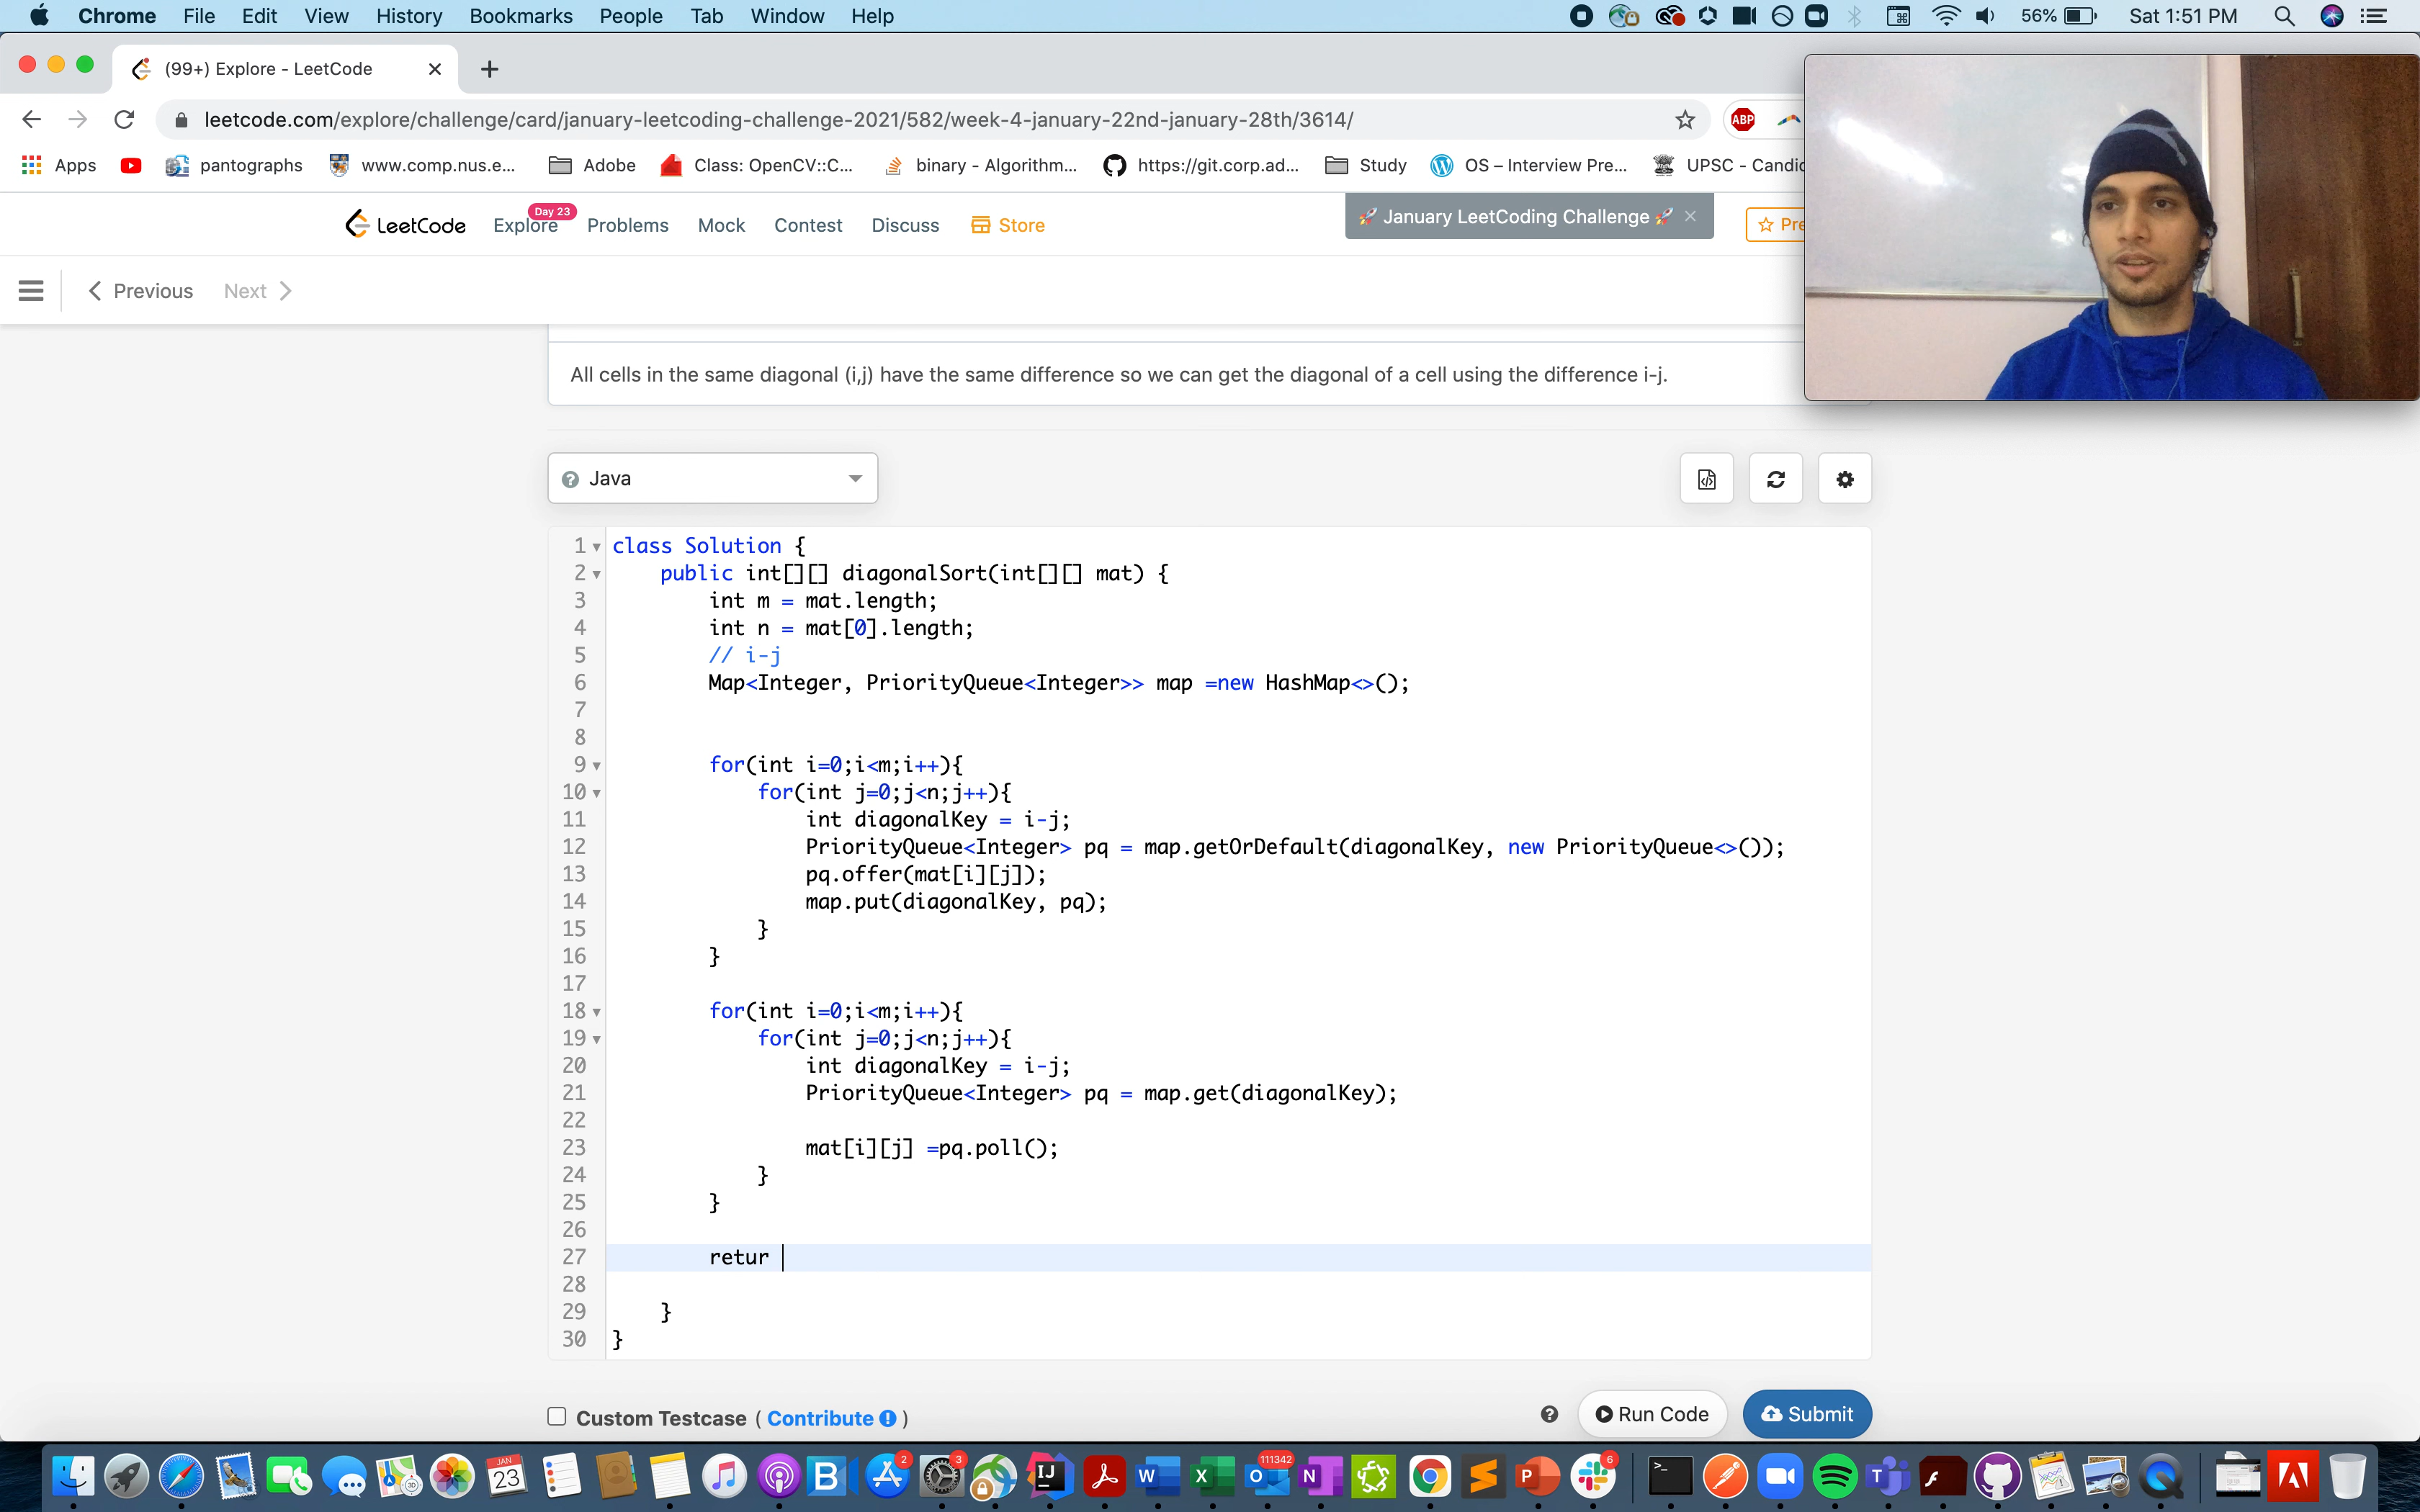 Chrome File Edit View History Bookmarks People Tab Window Help 56% Sat 1:51 PM
(99+) Explore - LeetCode
leetcode.com/explore/challenge/card/january-leetcoding-challenge-2021/582/week-4-january-22nd-january-28th/3614/ ABP
Apps pantographs www.comp.nus.e... Adobe Class: OpenCV::C... binary - Algorithm... https://git.corp.ad... Study OS – Interview Pre... UPSC - Candid
LeetCode Explore Day 23 Problems Mock Contest Discuss Store 🚀 January LeetCoding Challenge 🚀 × Pre
Previous Next
All cells in the same diagonal (i,j) have the same difference so we can get the diagonal of a cell using the difference i-j.
Java
1 class Solution {
2 public int[][] diagonalSort(int[][] mat) {
3 int m = mat.length;
4 int n = mat[0].length;
5 // i-j
6 Map<Integer, PriorityQueue<Integer>> map =new HashMap<>();
7
8
9 for(int i=0;i<m;i++){
10 for(int j=0;j<n;j++){
11 int diagonalKey = i-j;
12 PriorityQueue<Integer> pq = map.getOrDefault(diagonalKey, new PriorityQueue<>());
13 pq.offer(mat[i][j]);
14 map.put(diagonalKey, pq);
15 }
16 }
17
18 for(int i=0;i<m;i++){
19 for(int j=0;j<n;j++){
20 int diagonalKey = i-j;
21 PriorityQueue<Integer> pq = map.get(diagonalKey);
22
23 mat[i][j] =pq.poll();
24 }
25 }
26
27 retur
28
29 }
30 }
Custom Testcase ( Contribute ) Run Code Submit
JAN 23 2 3 111342 6